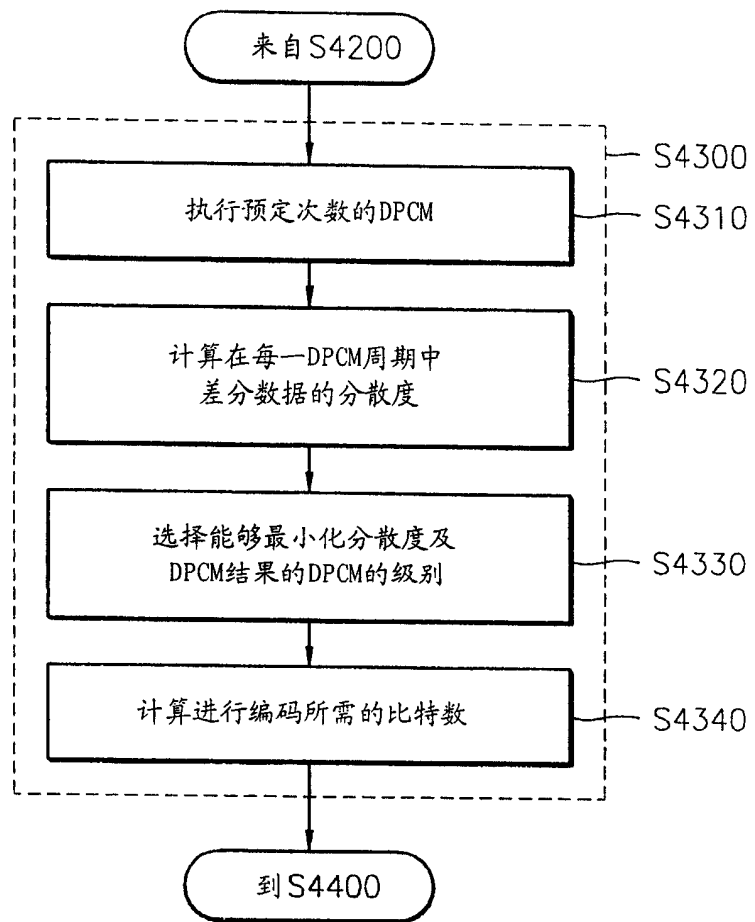 来自S4200
S4300
执行预定次数的DPCM
S4310
计算在每一DPCM周期中
差分数据的分散度
S4320
选择能够最小化分散度及
DPCM结果的DPCM的级别
S4330
计算进行编码所需的比特数
S4340
到S4400